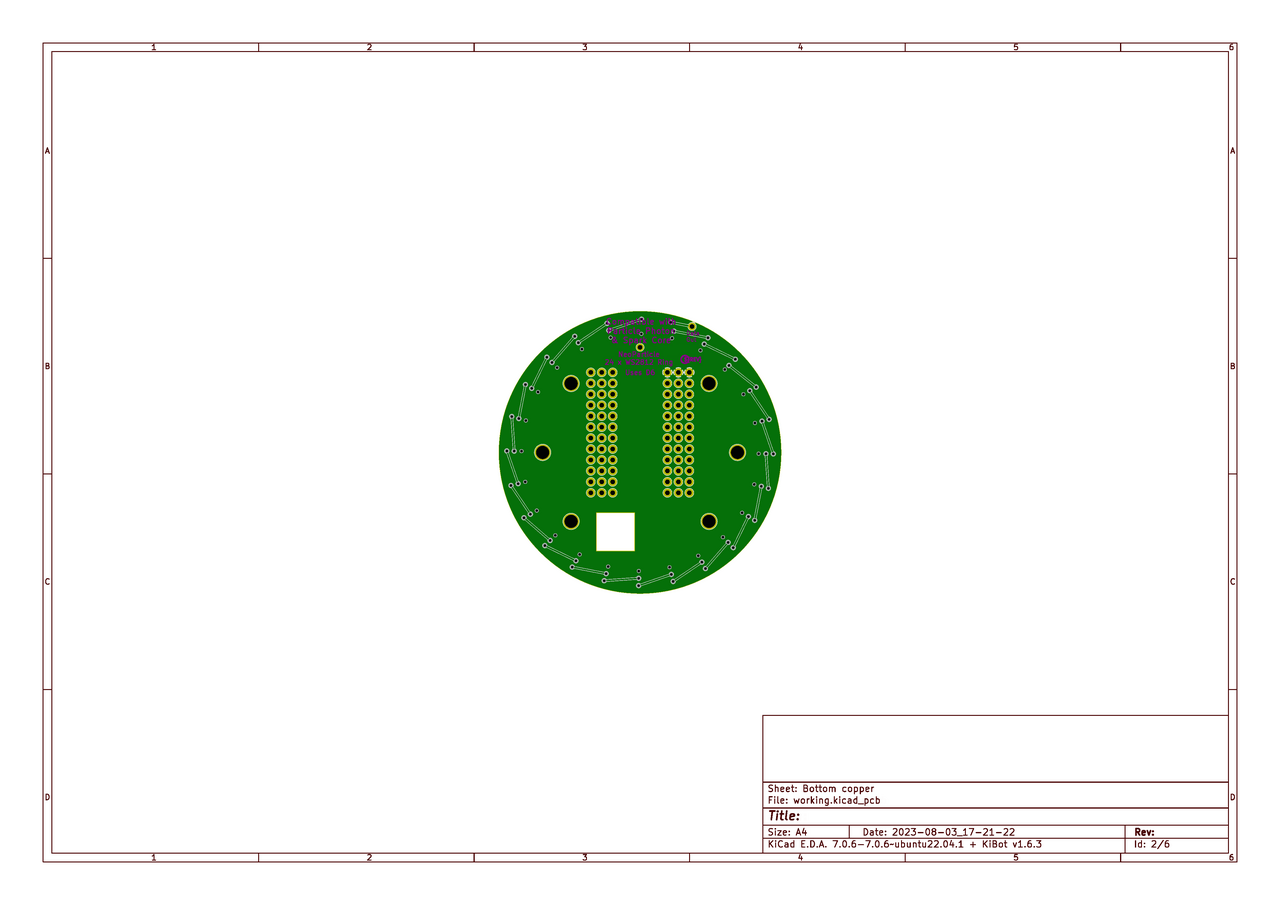 1 2 3 4 5 6
A A
B B
C C
D D
Sheet: Bottom copper
File: working.kicad_pcb
Title:
Size: A4 Date: 2023-08-03_17-21-22 Rev:
KiCad E.D.A. 7.0.6-7.0.6~ubuntu22.04.1 + KiBot v1.6.3 Id: 2/6
1 2 3 4 5 6